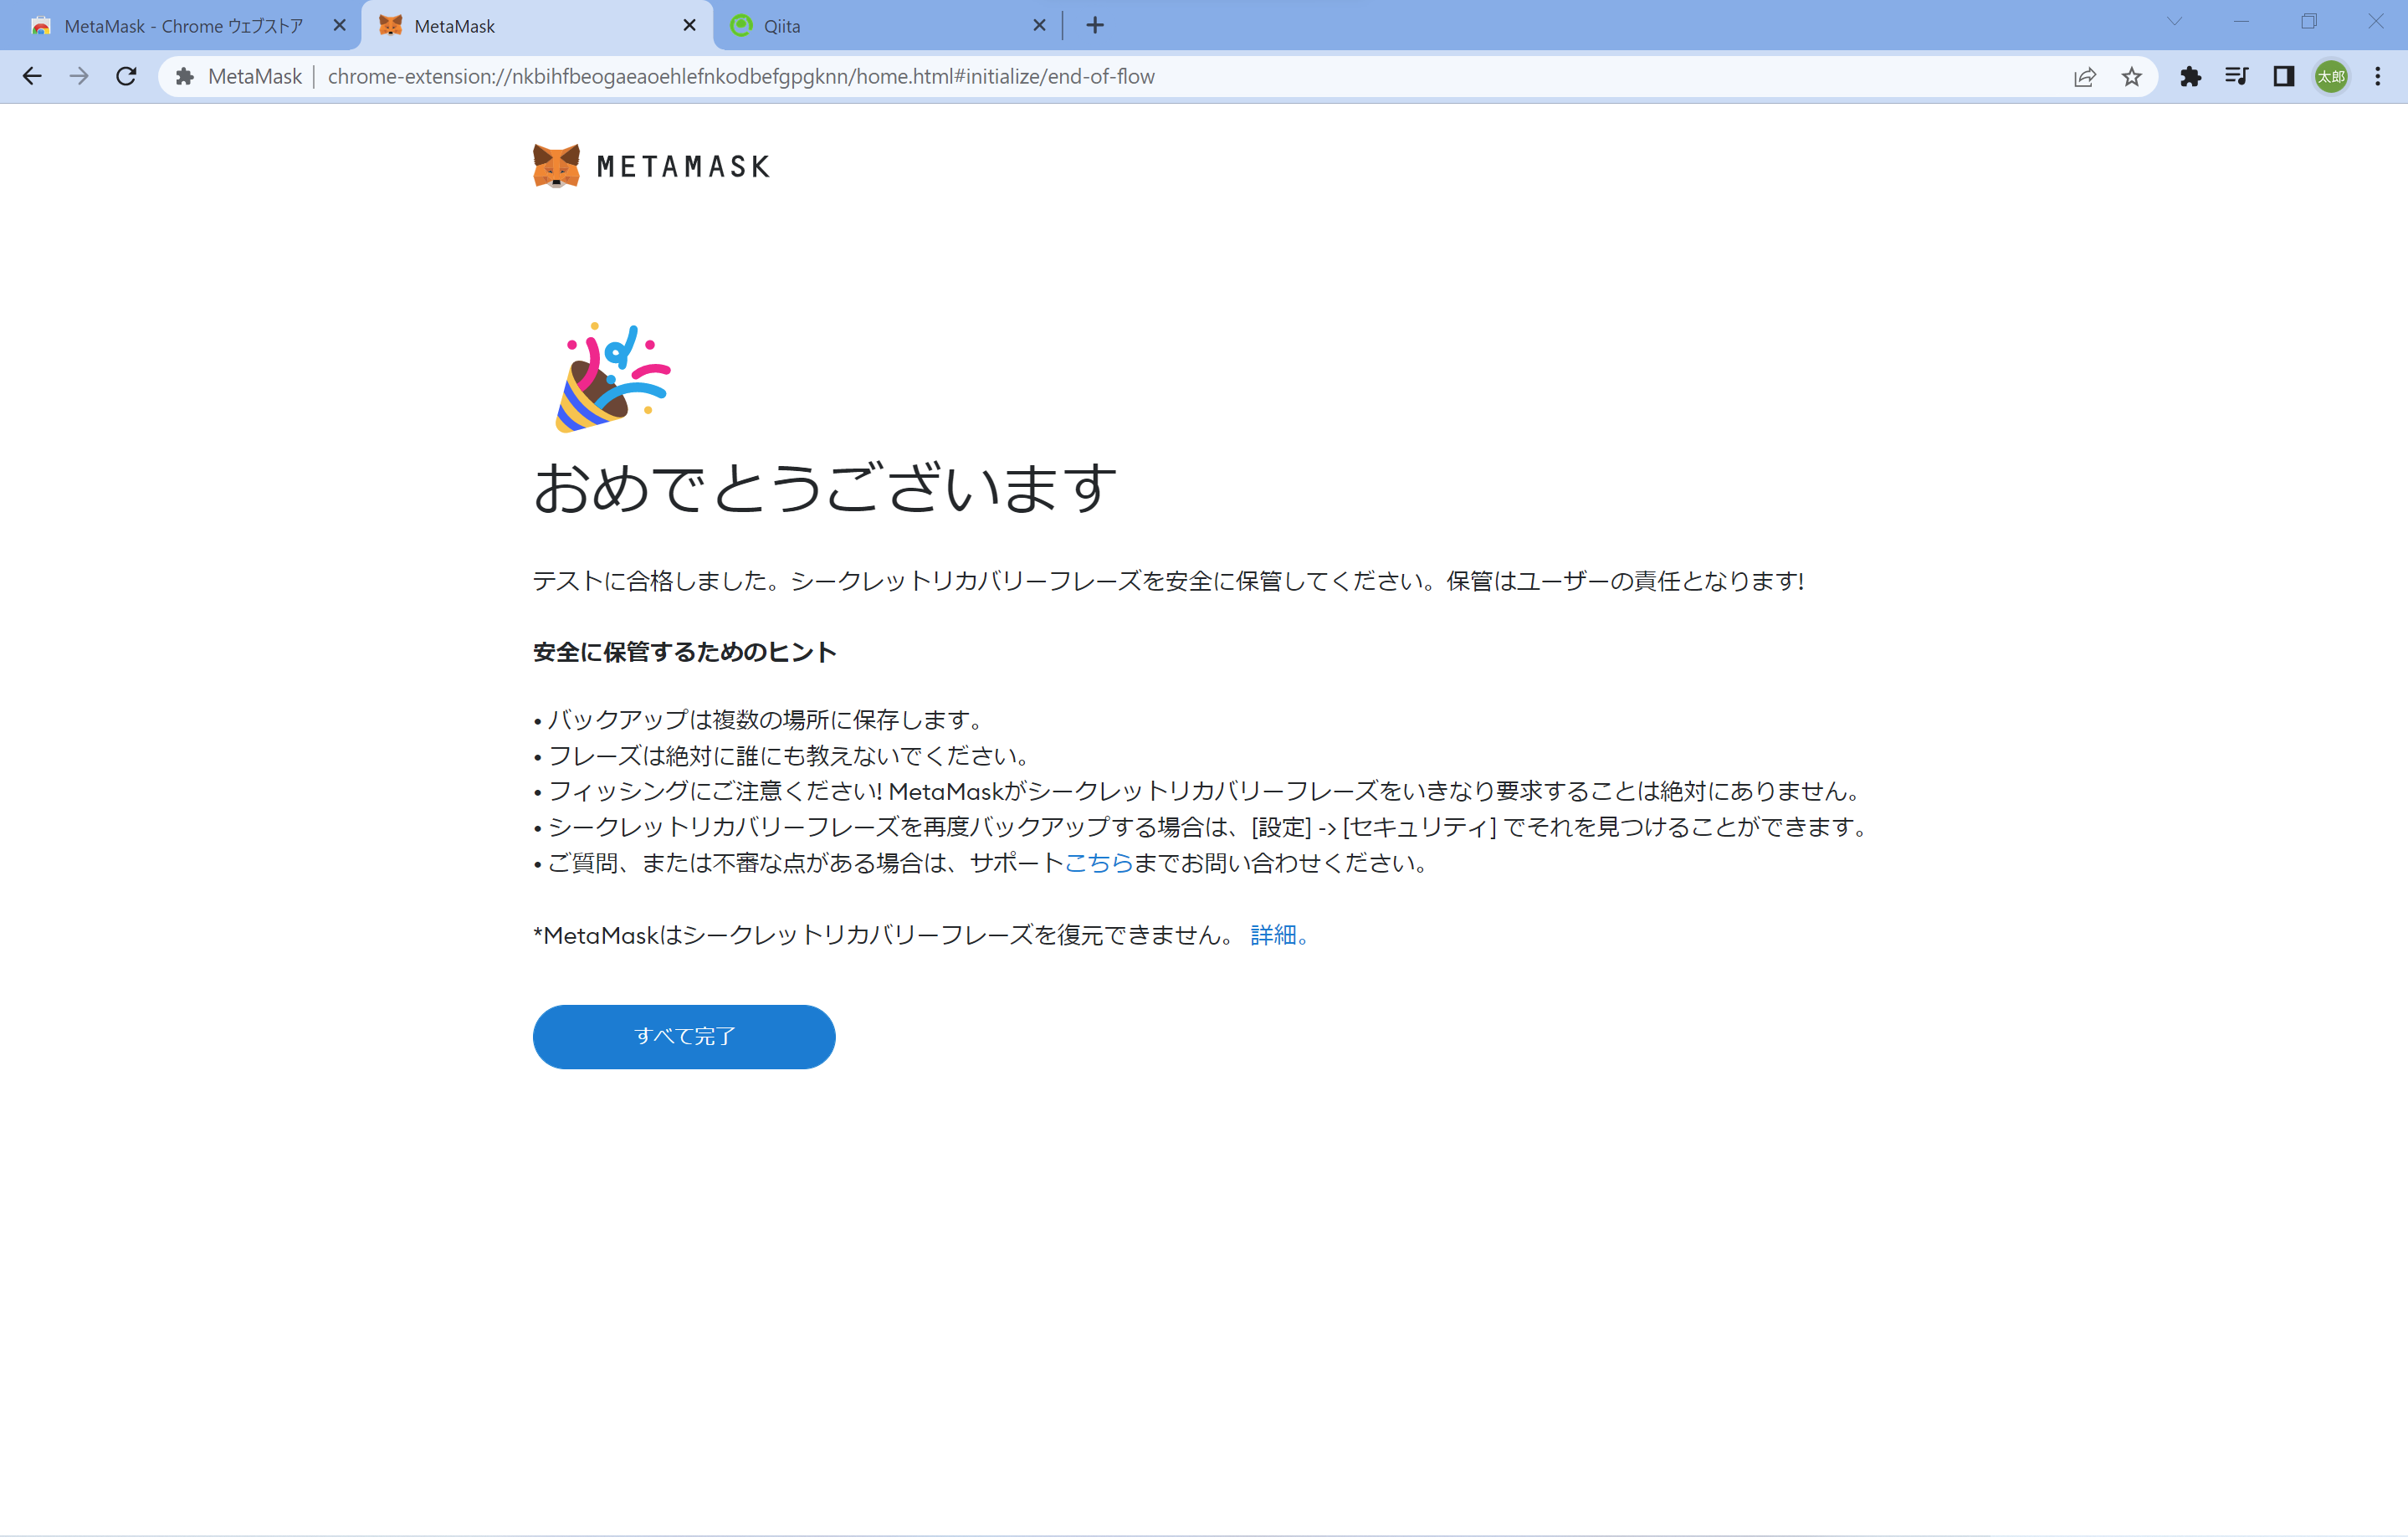 MetaMask - Chrome ウェブストア
MetaMask
Qiita
MetaMask
chrome-extension://nkbihfbeogaeaoehlefnkodbefgpgknn/home.html#initialize/end-of-flow
太郎
METAMASK
おめでとうございます
テストに合格しました。シークレットリカバリーフレーズを安全に保管してください。保管はユーザーの責任となります!
安全に保管するためのヒント
• バックアップは複数の場所に保存します。
• フレーズは絶対に誰にも教えないでください。
• フィッシングにご注意ください! MetaMaskがシークレットリカバリーフレーズをいきなり要求することは絶対にありません。
• シークレットリカバリーフレーズを再度バックアップする場合は、[設定] -> [セキュリティ] でそれを見つけることができます。
• ご質問、または不審な点がある場合は、サポートこちらまでお問い合わせください。
*MetaMaskはシークレットリカバリーフレーズを復元できません。 詳細。
すべて完了